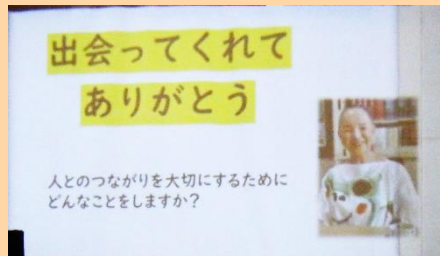 出会ってくれて
ありがとう
人とのつながりを大切にするために
どんなことをしますか？